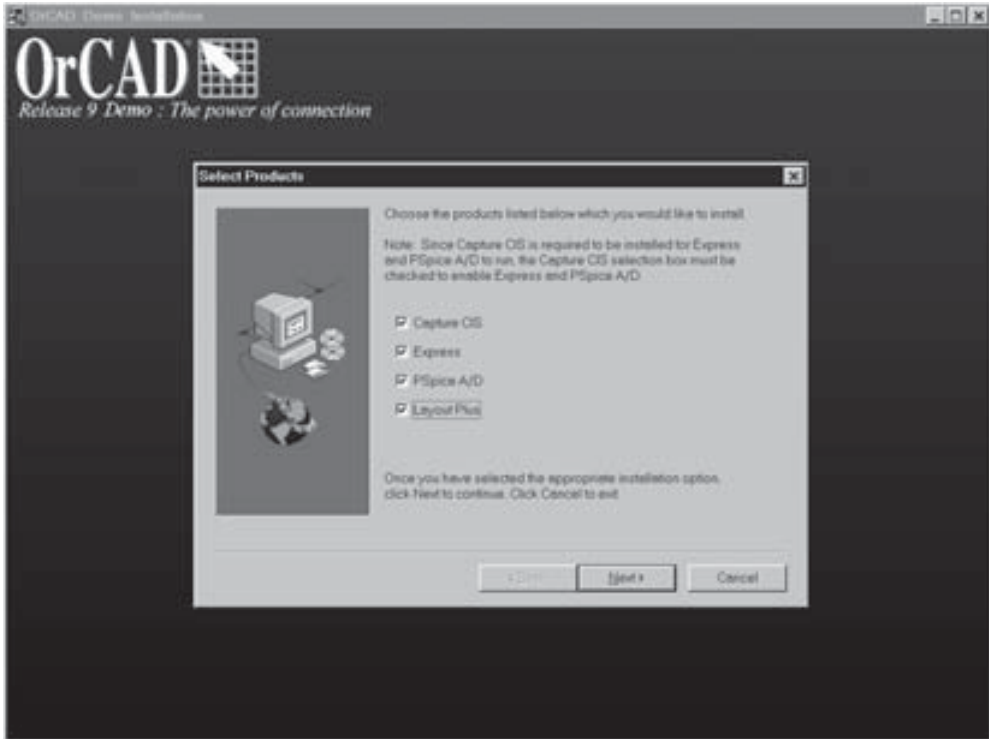 OrCAD Demo Installation
OrCAD
Release 9 Demo : The power of connection
Select Products
Choose the products listed below which you would like to install.
Note: Since Capture CIS is required to be installed for Express
and PSpice A/D to run, the Capture CIS selection box must be
checked to enable Express and PSpice A/D
Capture CIS
Express
PSpice A/D
Layout Plus
Once you have selected the appropriate installation option,
click Next to continue. Click Cancel to exit
Next >
Cancel